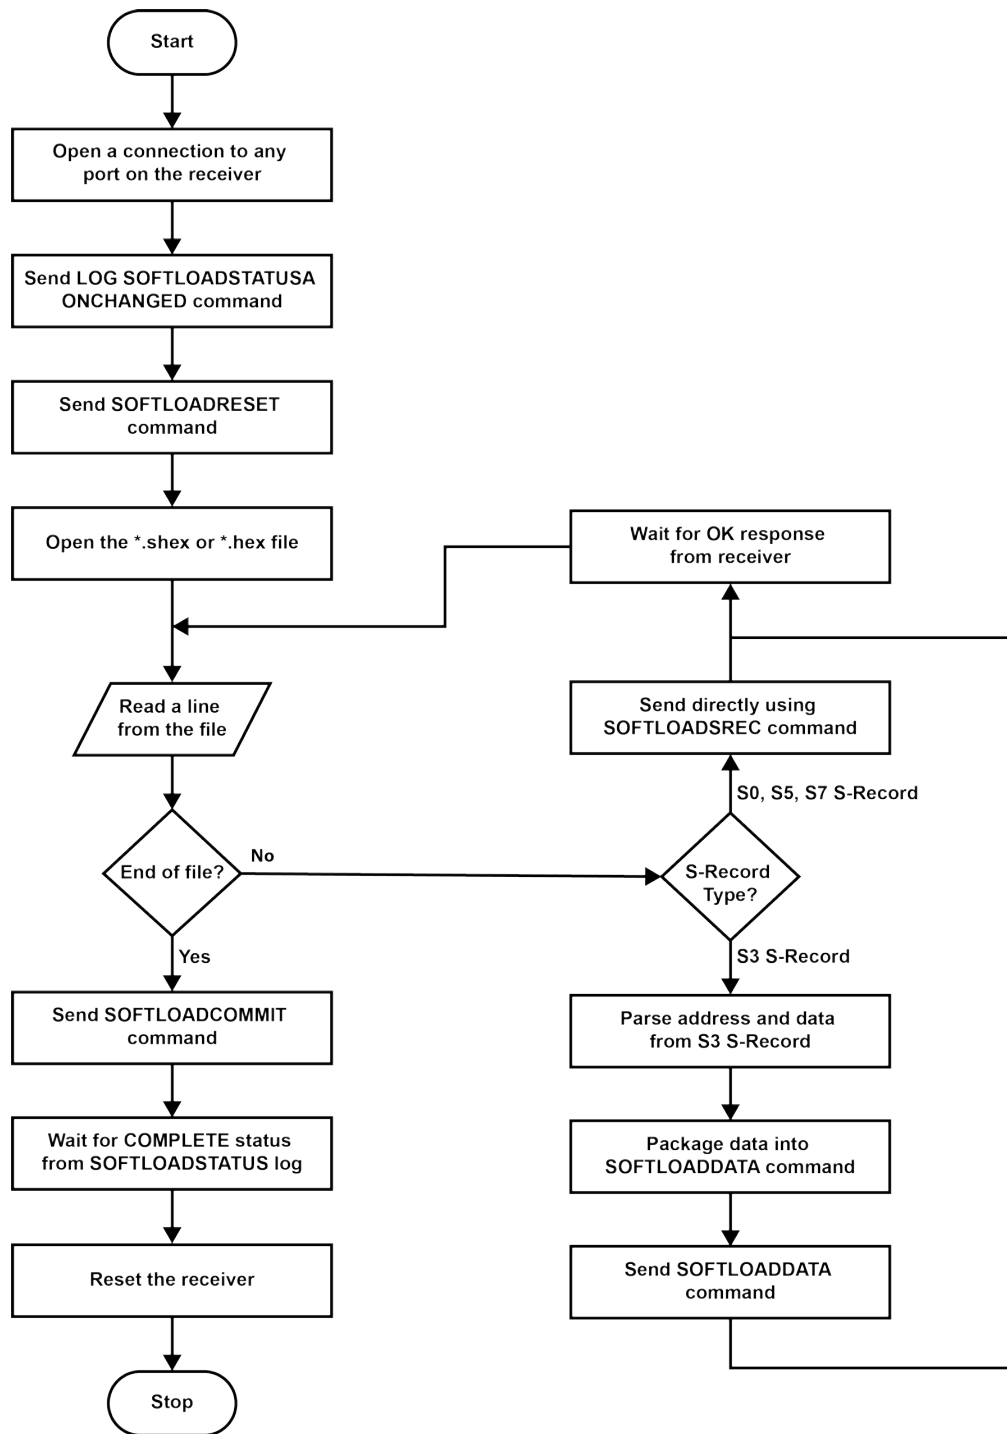 Start
Open a connection to any
port on the receiver
Send LOG SOFTLOADSTATUSA
ONCHANGED command
Send SOFTLOADRESET
command
Open the *.shex or *.hex file
Wait for OK response
from receiver
Read a line
from the file
Send directly using
SOFTLOADSREC command
S0, S5, S7 S-Record
End of file?
No
S-Record
Type?
Yes
S3 S-Record
Send SOFTLOADCOMMIT
command
Parse address and data
from S3 S-Record
Wait for COMPLETE status
from SOFTLOADSTATUS log
Package data into
SOFTLOADDATA command
Reset the receiver
Send SOFTLOADDATA
command
Stop